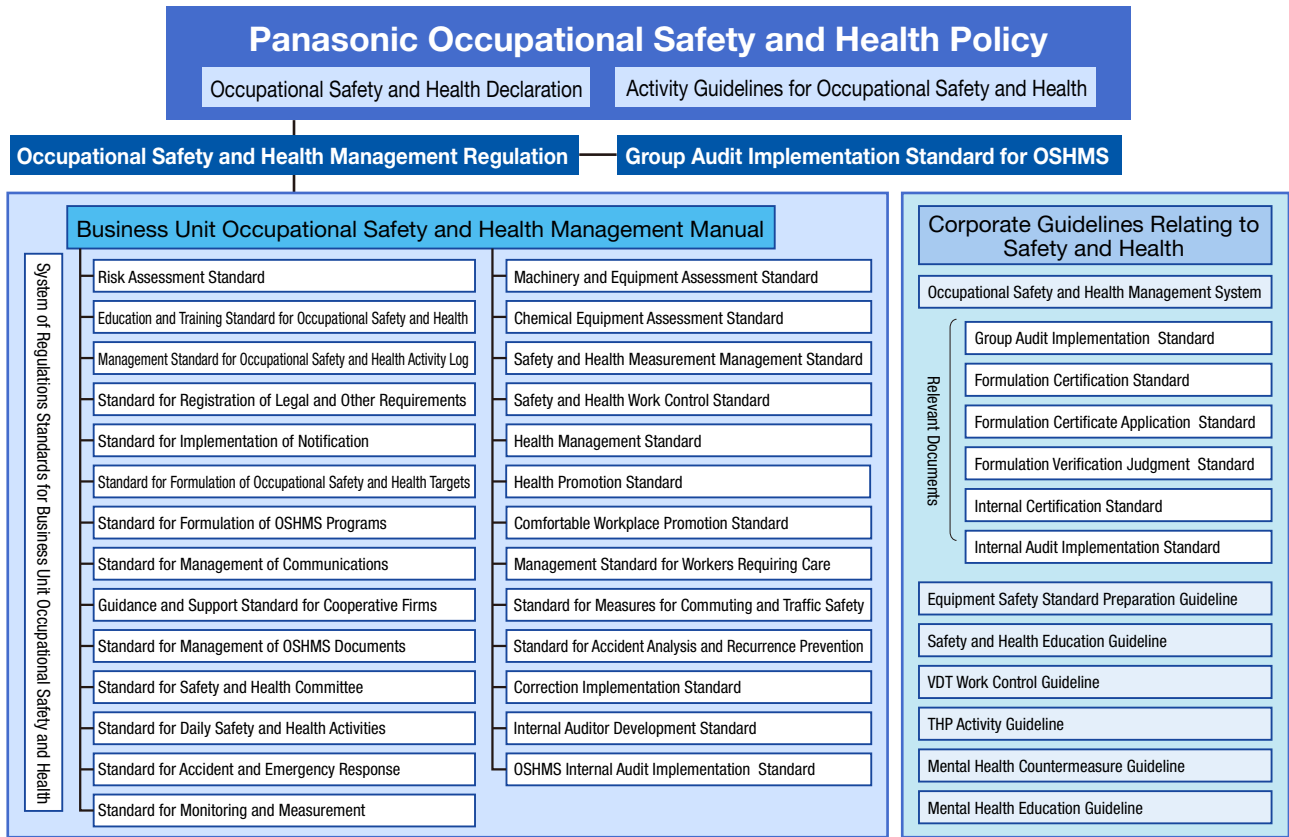 Panasonic Occupational Safety and Health Policy
Occupational Safety and Health Declaration
Activity Guidelines for Occupational Safety and Health
Occupational Safety and Health Management Regulation
Group Audit Implementation Standard for OSHMS
Business Unit Occupational Safety and Health Management Manual
System of Regulations Standards for Business Unit Occupational Safety and Health
Risk Assessment Standard
Education and Training Standard for Occupational Safety and Health
Management Standard for Occupational Safety and Health Activity Log
Standard for Registration of Legal and Other Requirements
Standard for Implementation of Notification
Standard for Formulation of Occupational Safety and Health Targets
Standard for Formulation of OSHMS Programs
Standard for Management of Communications
Guidance and Support Standard for Cooperative Firms
Standard for Management of OSHMS Documents
Standard for Safety and Health Committee
Standard for Daily Safety and Health Activities
Standard for Accident and Emergency Response
Standard for Monitoring and Measurement
Machinery and Equipment Assessment Standard
Chemical Equipment Assessment Standard
Safety and Health Measurement Management Standard
Safety and Health Work Control Standard
Health Management Standard
Health Promotion Standard
Comfortable Workplace Promotion Standard
Management Standard for Workers Requiring Care
Standard for Measures for Commuting and Traffic Safety
Standard for Accident Analysis and Recurrence Prevention
Correction Implementation Standard
Internal Auditor Development Standard
OSHMS Internal Audit Implementation Standard
Corporate Guidelines Relating to
Safety and Health
Occupational Safety and Health Management System
Relevant Documents
Group Audit Implementation Standard
Formulation Certification Standard
Formulation Certificate Application Standard
Formulation Verification Judgment Standard
Internal Certification Standard
Internal Audit Implementation Standard
Equipment Safety Standard Preparation Guideline
Safety and Health Education Guideline
VDT Work Control Guideline
THP Activity Guideline
Mental Health Countermeasure Guideline
Mental Health Education Guideline